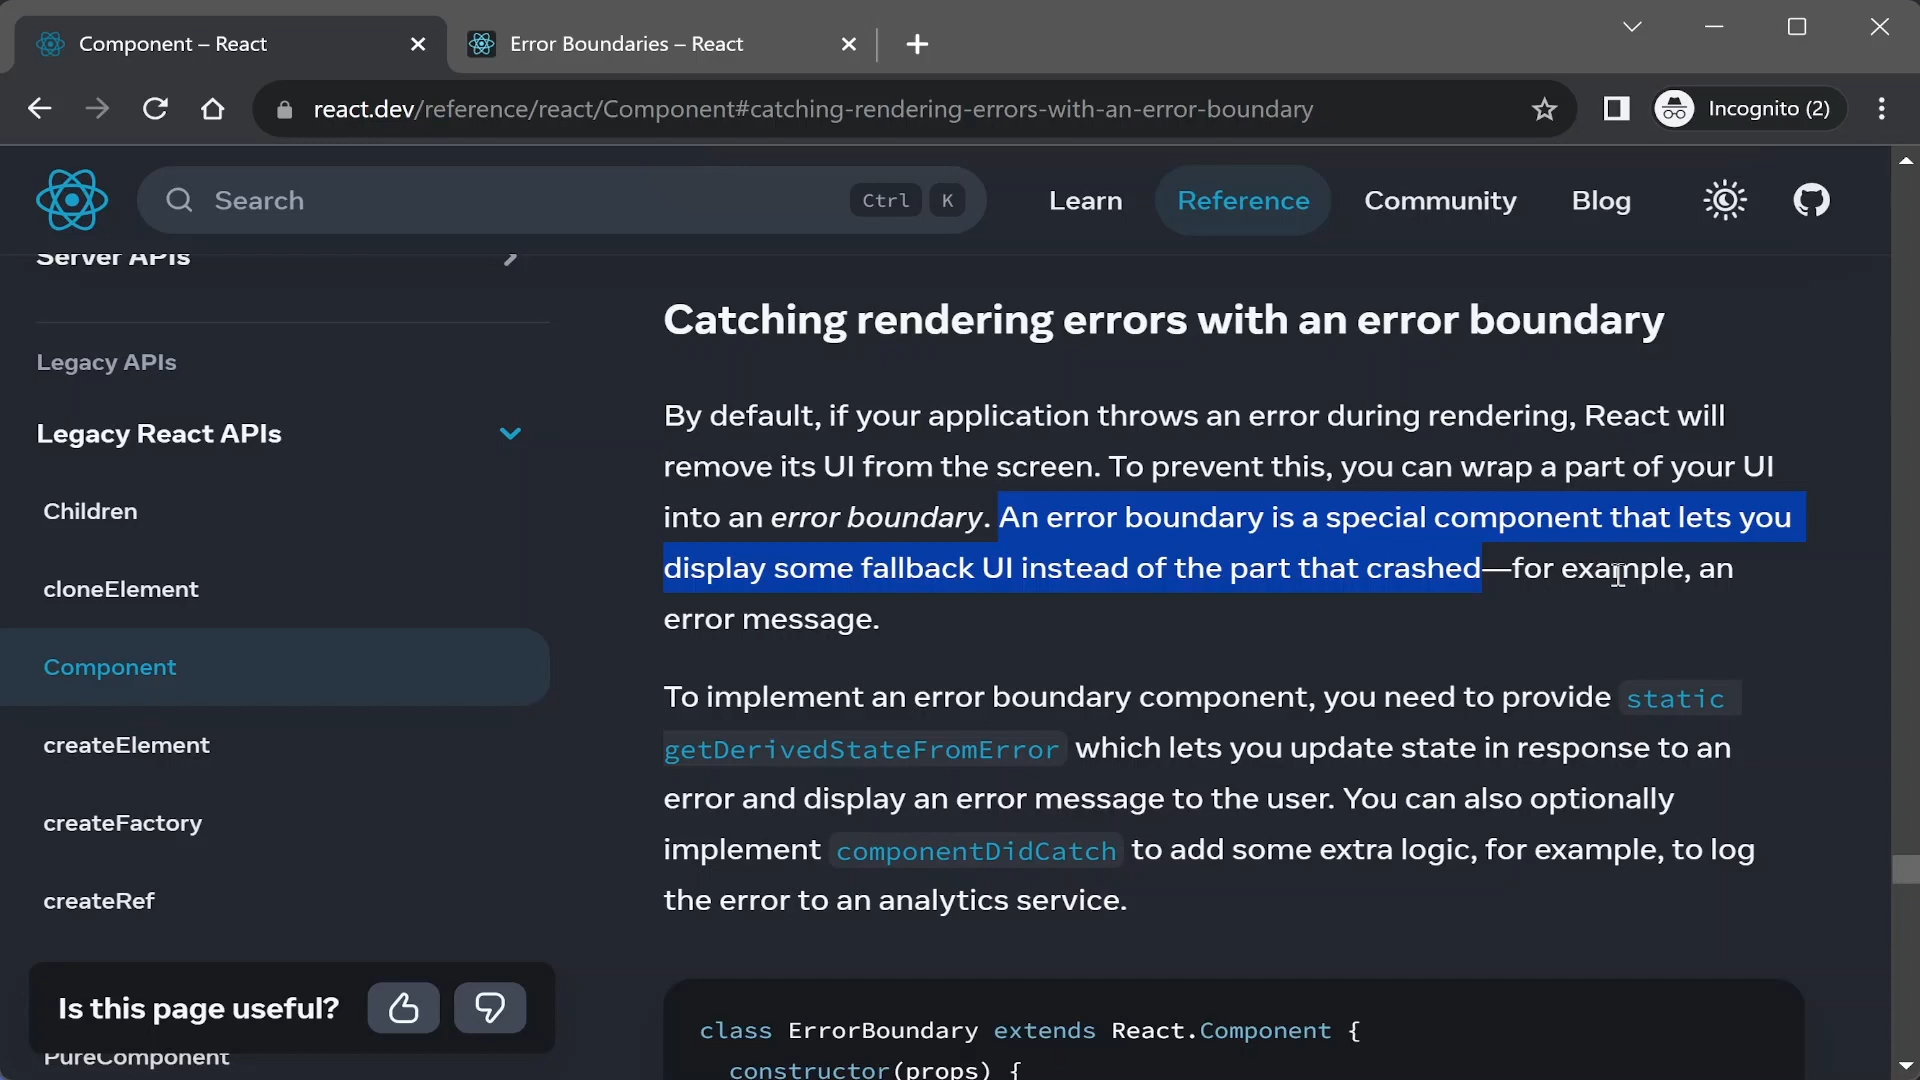 Component – React
Error Boundaries – React
react.dev/reference/react/Component#catching-rendering-errors-with-an-error-boundary
Incognito (2)
Search
Ctrl K
Learn
Reference
Community
Blog
Server APIs
Legacy APIs
Legacy React APIs
Children
cloneElement
Component
createElement
createFactory
createRef
Is this page useful?
PureComponent
Catching rendering errors with an error boundary
By default, if your application throws an error during rendering, React will
remove its UI from the screen. To prevent this, you can wrap a part of your UI
into an error boundary. An error boundary is a special component that lets you
display some fallback UI instead of the part that crashed—for example, an
error message.
To implement an error boundary component, you need to provide static
getDerivedStateFromError which lets you update state in response to an
error and display an error message to the user. You can also optionally
implement componentDidCatch to add some extra logic, for example, to log
the error to an analytics service.
class ErrorBoundary extends React.Component {
constructor(props) {